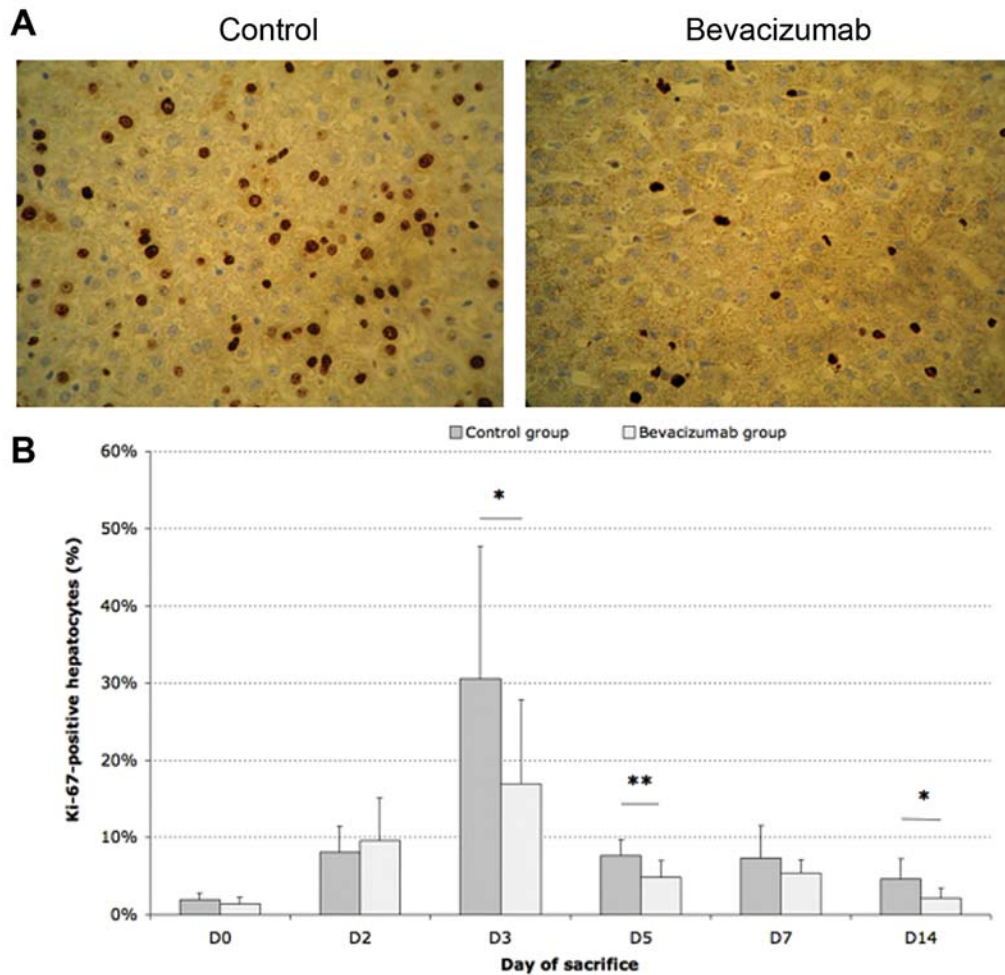 A
Control
Bevacizumab
B
Control group
Bevacizumab group
Ki-67-positive hepatocytes (%)
60%
50%
40%
30%
20%
10%
0%
*
**
*
D0 D2 D3 D5 D7 D14
Day of sacrifice